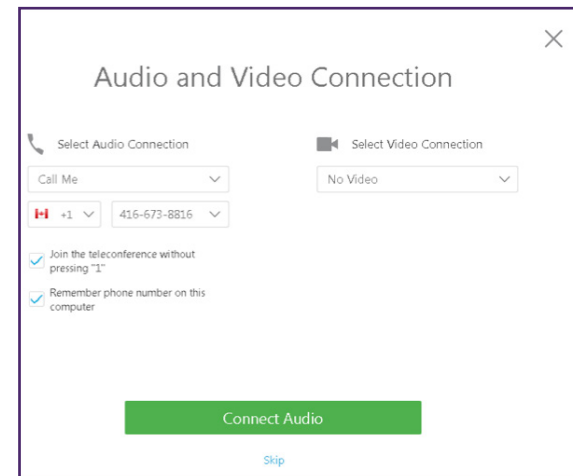 Audio and Video Connection
Select Audio Connection
Select Video Connection
Call Me
No Video
+1
416-673-8816
Join the teleconference without
pressing "1"
Remember phone number on this
computer
Connect Audio
Skip